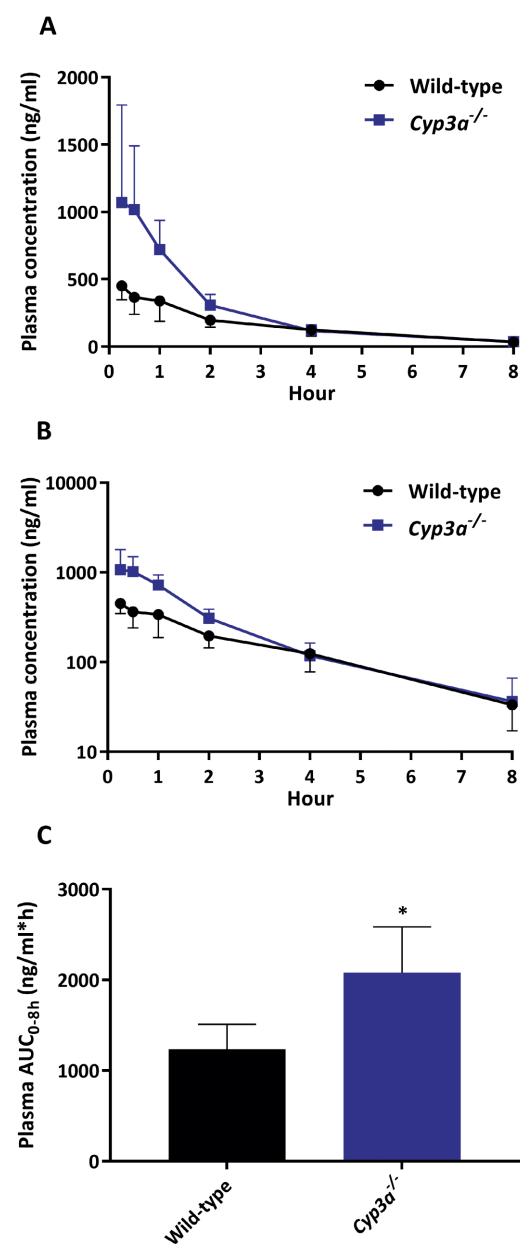 A
Plasma concentration (ng/ml)
2000
1500
1000
500
0
Wild-type
Cyp3a-/-
0 1 2 3 4 5 6 7 8
Hour
B
Plasma concentration (ng/ml)
10000
1000
100
10
Wild-type
Cyp3a-/-
0 1 2 3 4 5 6 7 8
Hour
C
Plasma AUC0-8h (ng/ml*h)
3000
2000
1000
0
*
Wild-type
Cyp3a-/-